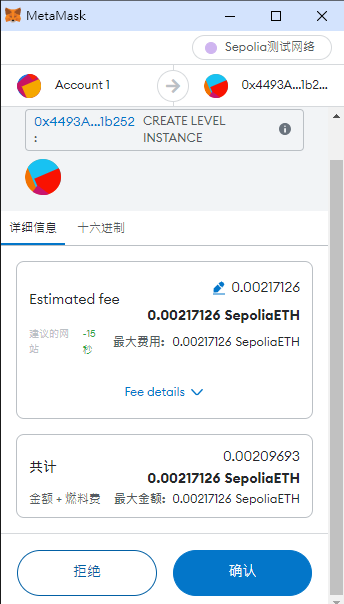 MetaMask
Sepolia测试网络
Account 1
0x4493A...1b2...
0x4493A...1b252
:
CREATE LEVEL
INSTANCE
详细信息
十六进制
0.00217126
Estimated fee
0.00217126 SepoliaETH
建议的网
站
~15
秒
最大费用: 0.00217126 SepoliaETH
Fee details
0.00209693
共计
0.00217126 SepoliaETH
金额 + 燃料费
最大金额: 0.00217126 SepoliaETH
拒绝
确认